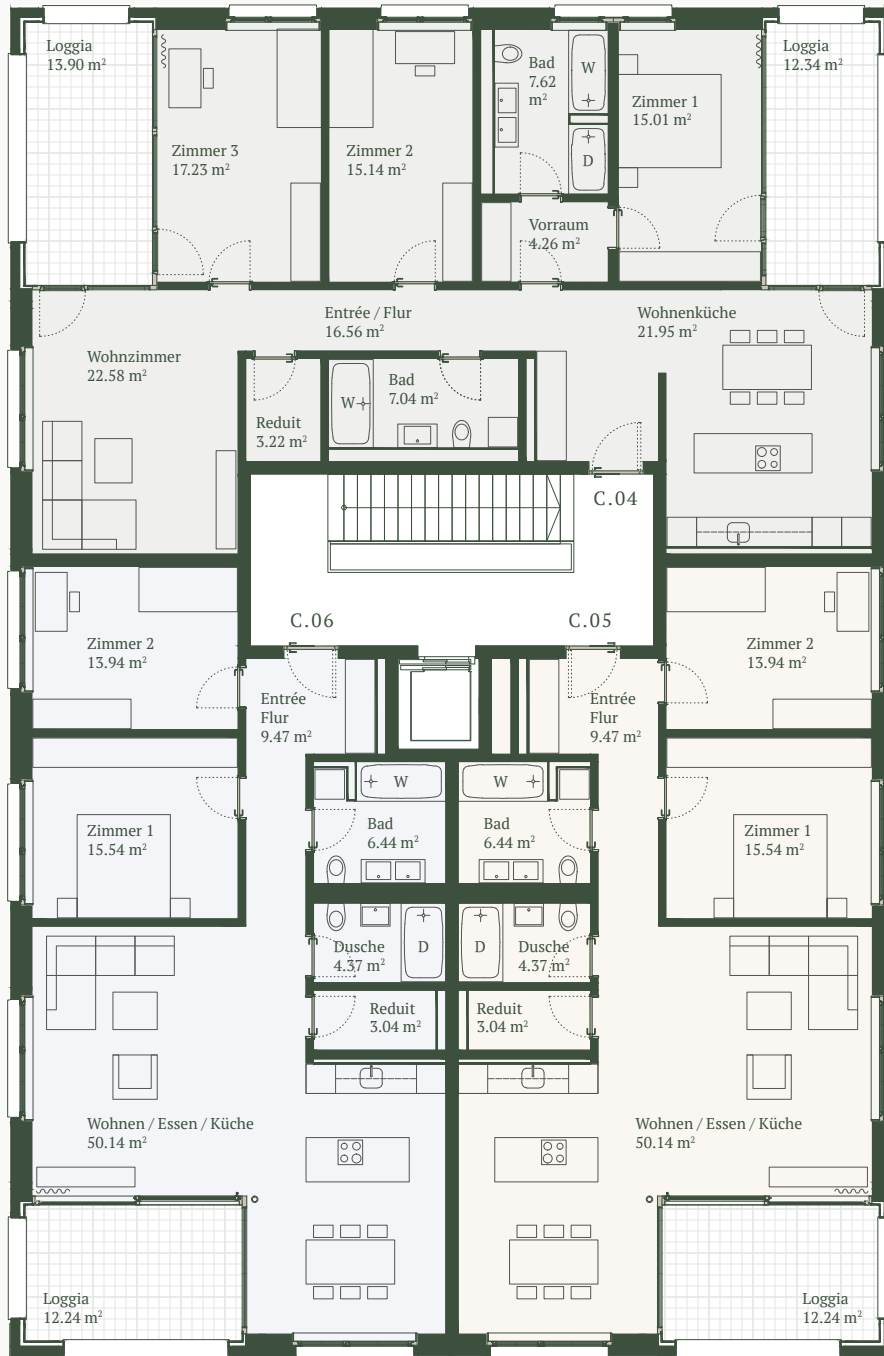 Loggia
13.90 m²
Zimmer 3
17.23 m²
Zimmer 2
15.14 m²
Bad
7.62
m²
W
D
Zimmer 1
15.01 m²
Loggia
12.34 m²
Vorraum
4.26 m²
Entrée / Flur
16.56 m²
Wohnenküche
21.95 m²
Wohnzimmer
22.58 m²
Reduit
3.22 m²
W
Bad
7.04 m²
C.04
C.06
C.05
Zimmer 2
13.94 m²
Entrée
Flur
9.47 m²
Entrée
Flur
9.47 m²
Zimmer 2
13.94 m²
Zimmer 1
15.54 m²
W
Bad
6.44 m²
W
Bad
6.44 m²
Zimmer 1
15.54 m²
Dusche
4.37 m²
D
D
Dusche
4.37 m²
Reduit
3.04 m²
Reduit
3.04 m²
Wohnen / Essen / Küche
50.14 m²
Wohnen / Essen / Küche
50.14 m²
Loggia
12.24 m²
Loggia
12.24 m²